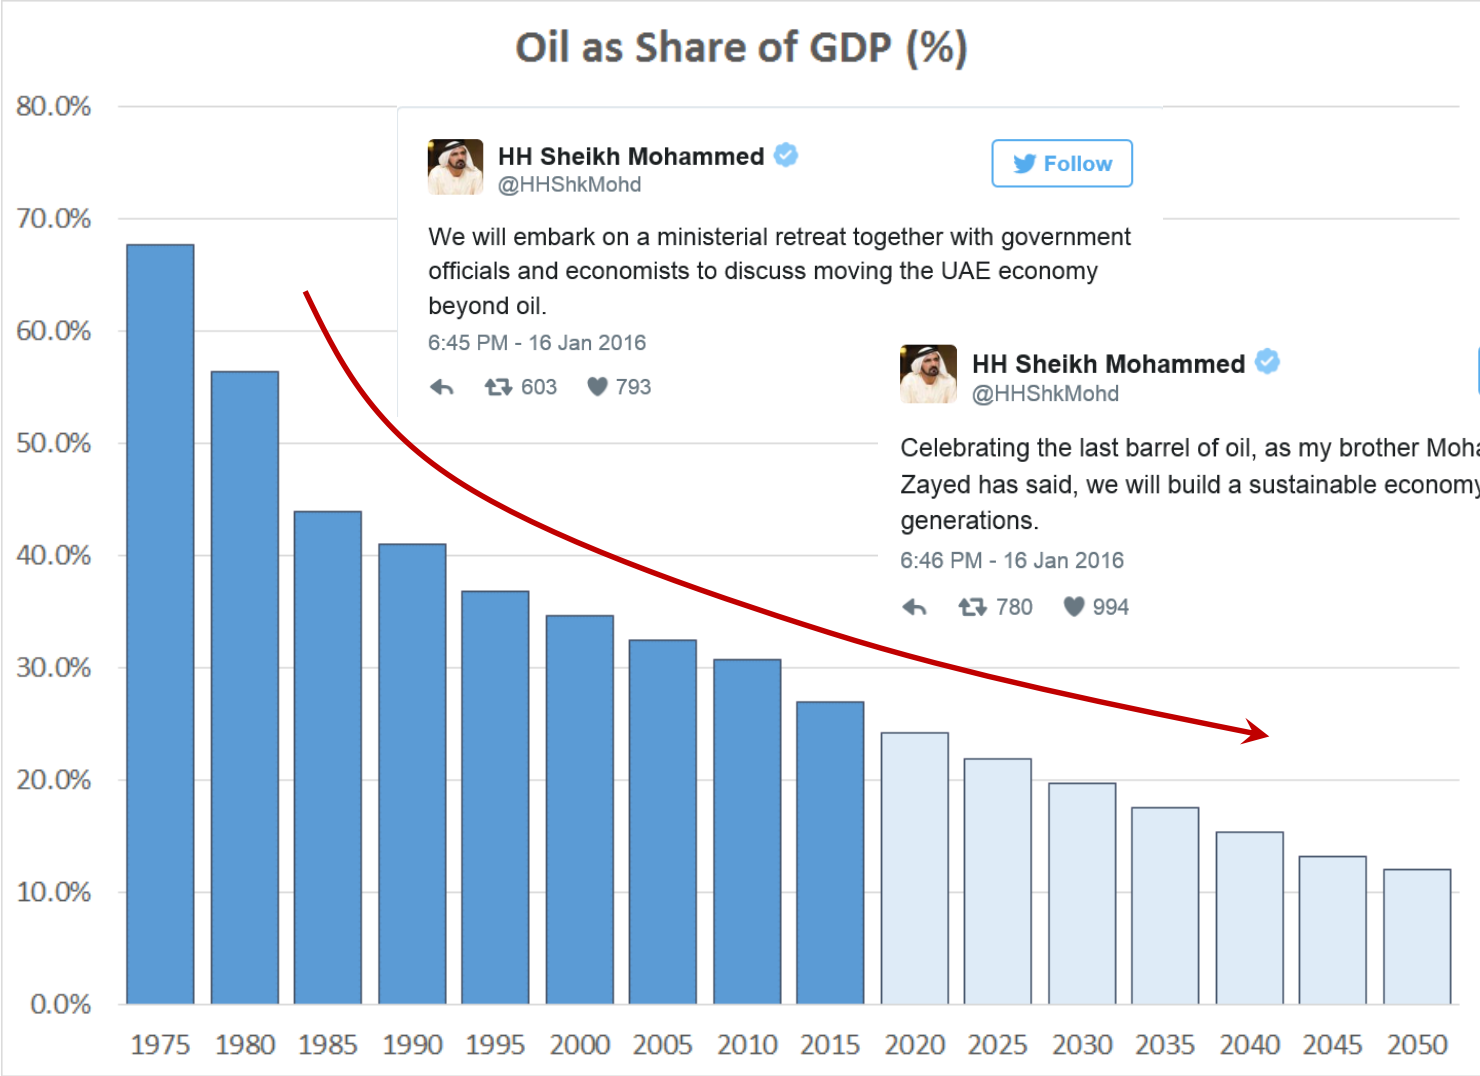 Oil as Share of GDP (%)
80.0%
70.0%
60.0%
50.0%
40.0%
30.0%
20.0%
10.0%
0.0%
HH Sheikh Mohammed
@HHShkMohd
Follow
We will embark on a ministerial retreat together with government
officials and economists to discuss moving the UAE economy
beyond oil.
6:45 PM - 16 Jan 2016
603 793
HH Sheikh Mohammed
@HHShkMohd
Celebrating the last barrel of oil, as my brother Moha
Zayed has said, we will build a sustainable economy
generations.
6:46 PM - 16 Jan 2016
780 994
1975 1980 1985 1990 1995 2000 2005 2010 2015 2020 2025 2030 2035 2040 2045 2050